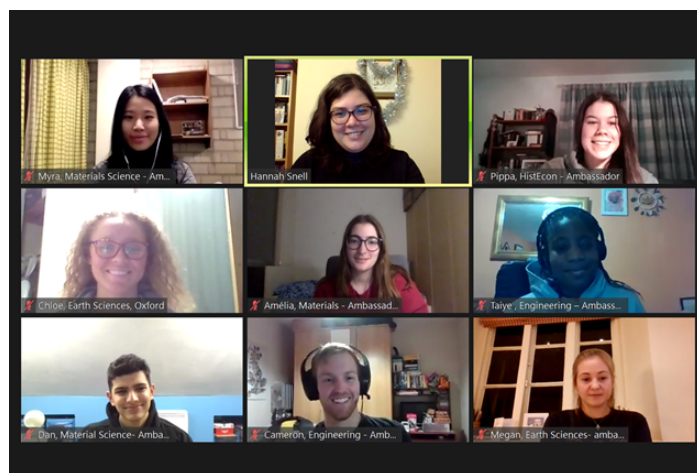 Myra, Materials Science - Am...
Hannah Snell
Pippa, HistEcon - Ambassador
Chloe, Earth Sciences, Oxford
Amélia, Materials - Ambassad...
Taiye , Engineering – Ambass...
Dan, Material Science- Amba...
Cameron, Engineering - Amb...
Megan, Earth Sciences- amba...